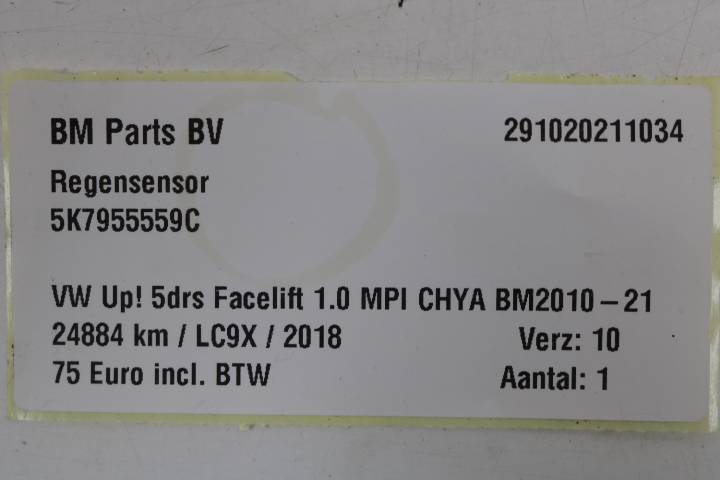 BM Parts BV 291020211034
Regensensor
5K7955559C
VW Up! 5drs Facelift 1.0 MPI CHYA BM2010-21
24884 km / LC9X / 2018 Verz: 10
75 Euro incl. BTW Aantal: 1